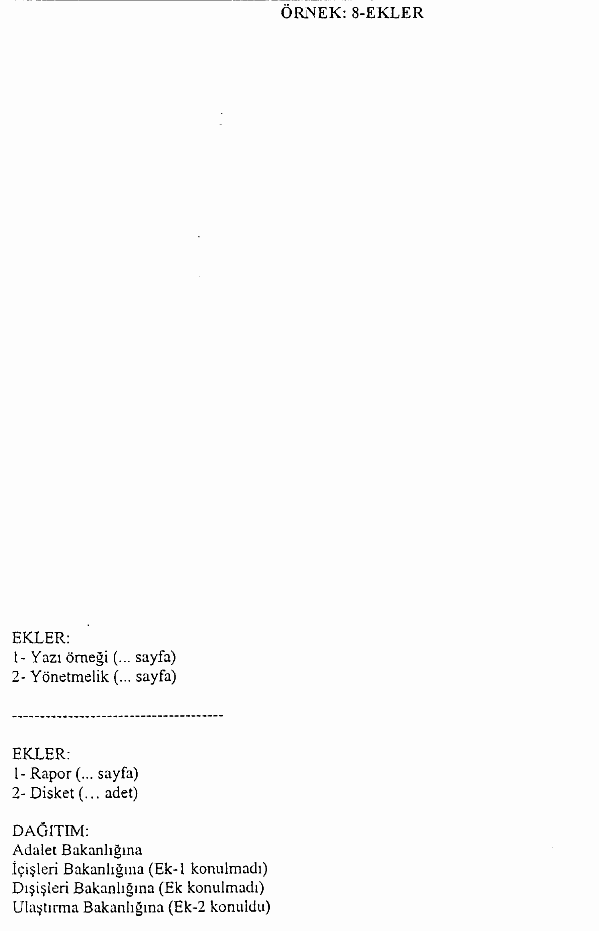 ÖRNEK: 8-EKLER
EKLER:
1- Yazı örneği (... sayfa)
2- Yönetmelik (... sayfa)
-------------------------------------
EKLER:
1- Rapor (... sayfa)
2- Disket (... adet)
DAĞITIM:
Adalet Bakanlığına
İçişleri Bakanlığına (Ek-1 konulmadı)
Dışişleri Bakanlığına (Ek konulmadı)
Ulaştırma Bakanlığına (Ek-2 konuldu)